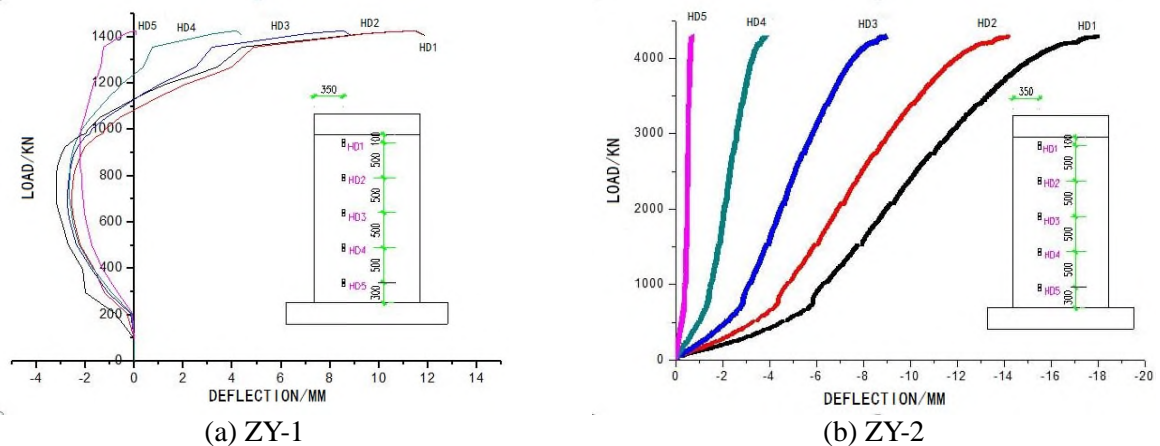 HD5 HD4 HD3 HD2
HD1
1400
1200
1000
800
600
400
200
0
LOAD/KN
-4 -2 0 2 4 6 8 10 12 14
DEFLECTION/MM
350
100
HD1
500
HD2
500
HD3
500
HD4
500
HD5
300
(a) ZY-1
HD5 HD4 HD3 HD2 HD1
4000
3000
4000
3000
2000
1000
0
LOAD/KN
0 -2 -4 -6 -8 -10 -12 -14 -16 -18 -20
DEFLECTION/MM
350
100
HD1
500
HD2
500
HD3
500
HD4
500
HD5
300
(b) ZY-2